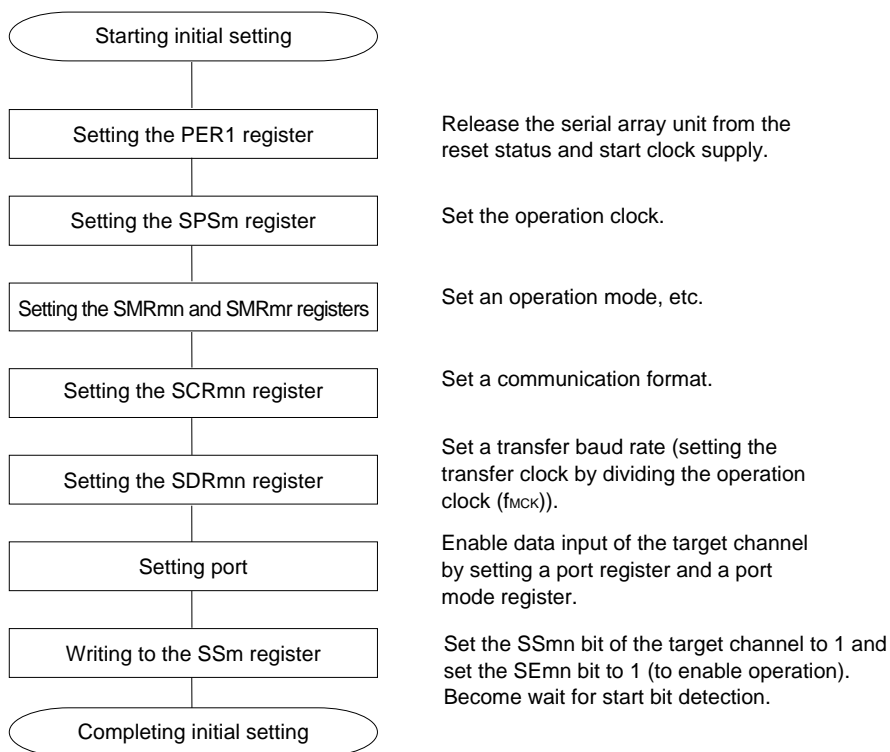 Starting initial setting
Setting the PER1 register
Release the serial array unit from the
reset status and start clock supply.
Setting the SPSm register
Set the operation clock.
Setting the SMRmn and SMRmr registers
Set an operation mode, etc.
Setting the SCRmn register
Set a communication format.
Setting the SDRmn register
Set a transfer baud rate (setting the
transfer clock by dividing the operation
clock (fMCK)).
Setting port
Enable data input of the target channel
by setting a port register and a port
mode register.
Writing to the SSm register
Set the SSmn bit of the target channel to 1 and
set the SEmn bit to 1 (to enable operation).
Become wait for start bit detection.
Completing initial setting